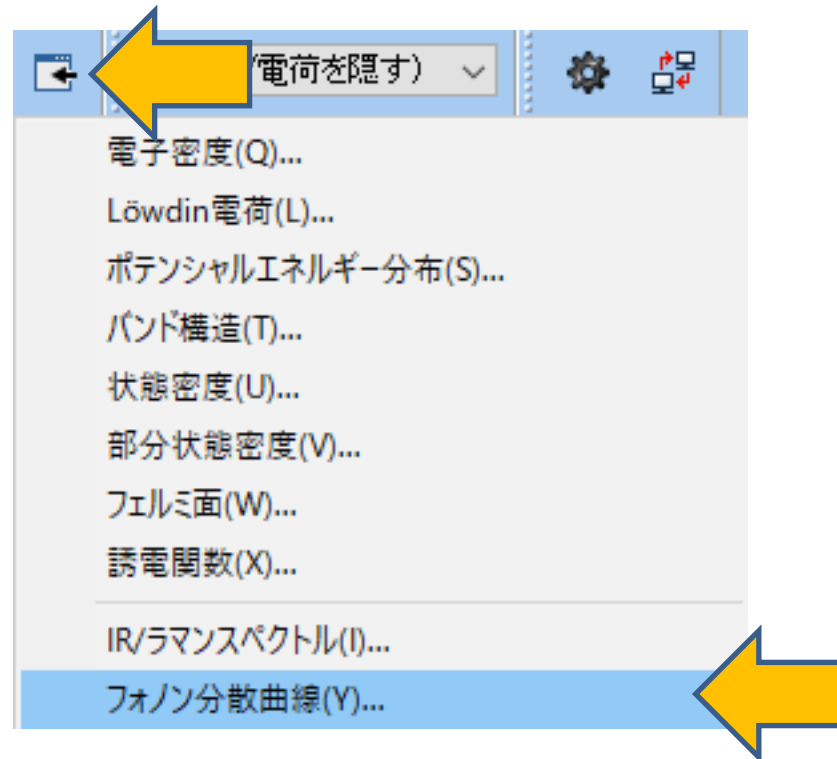 電荷を隠す)
電子密度(Q)...
Löwdin電荷(L)...
ポテンシャルエネルギー分布(S)...
バンド構造(T)...
状態密度(U)...
部分状態密度(V)...
フェルミ面(W)...
誘電関数(X)...
IR/ラマンスペクトル(I)...
フォノン分散曲線(Y)...